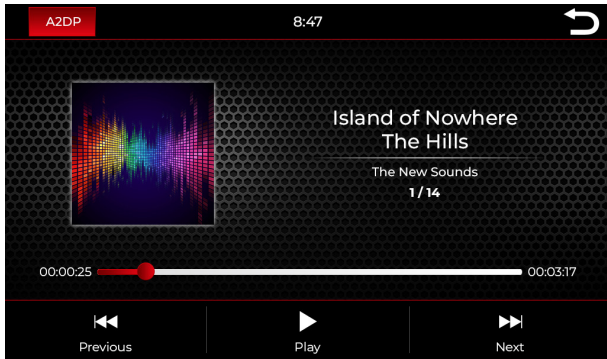 A2DP
8:47
Island of Nowhere
The Hills
The New Sounds
1 / 14
00:00:25
00:03:17
Previous
Play
Next